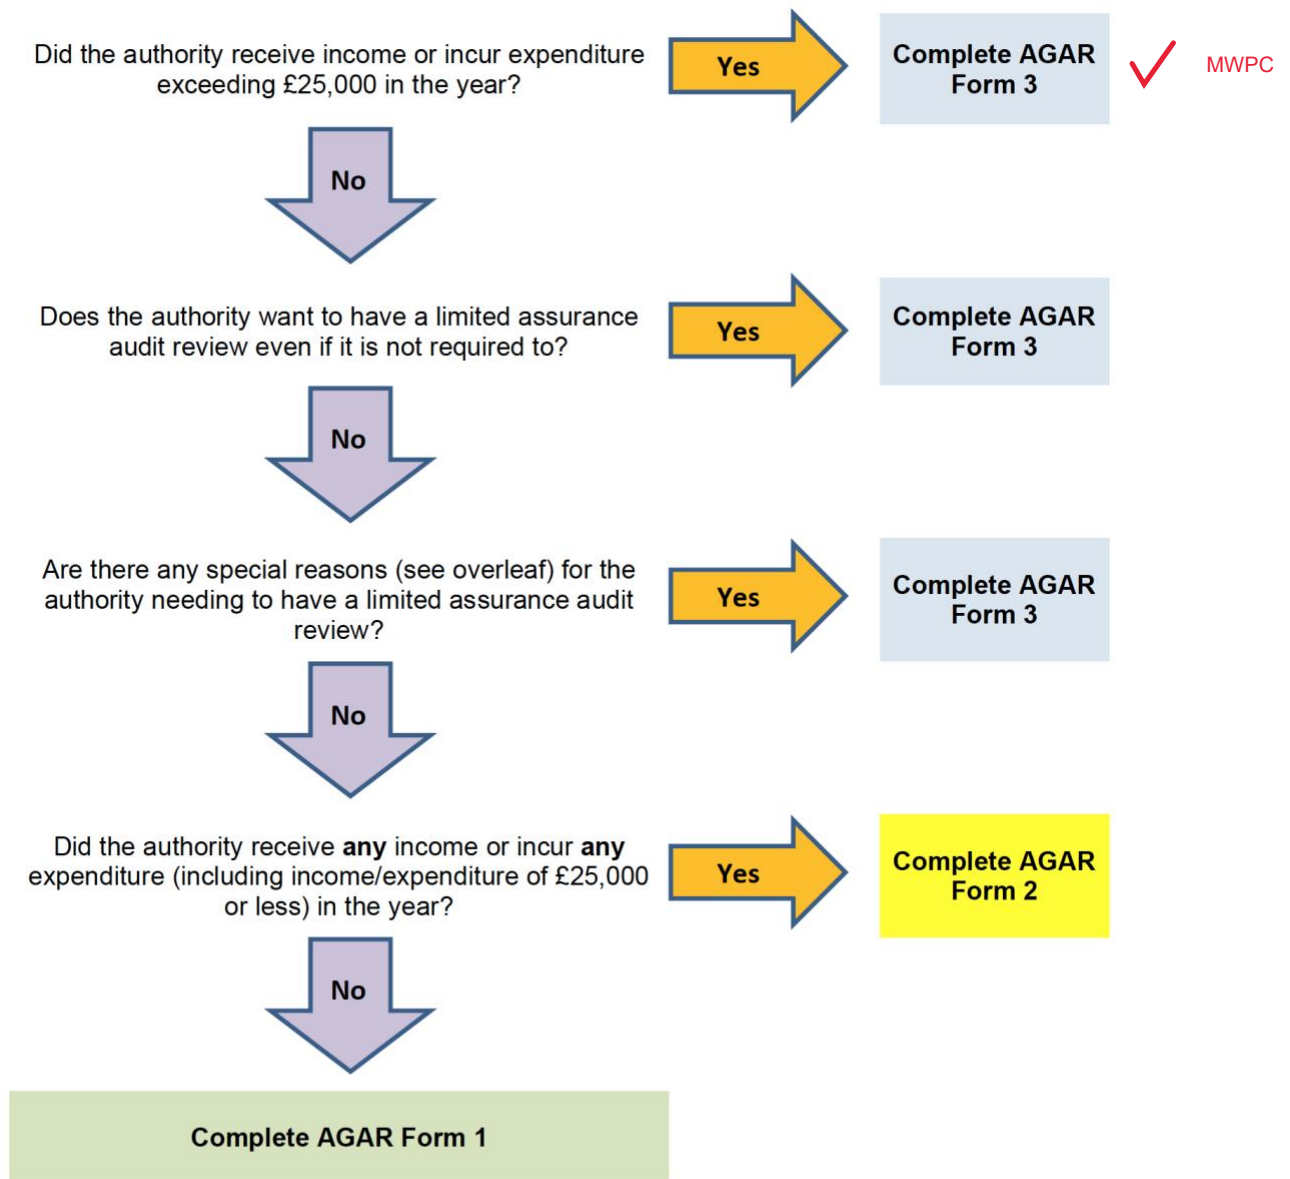 Did the authority receive income or incur expenditure
exceeding £25,000 in the year?
Yes
Complete AGAR
Form 3
MWPC
No
Does the authority want to have a limited assurance
audit review even if it is not required to?
Yes
Complete AGAR
Form 3
No
Are there any special reasons (see overleaf) for the
authority needing to have a limited assurance audit
review?
Yes
Complete AGAR
Form 3
No
Did the authority receive any income or incur any
expenditure (including income/expenditure of £25,000
or less) in the year?
Yes
Complete AGAR
Form 2
No
Complete AGAR Form 1